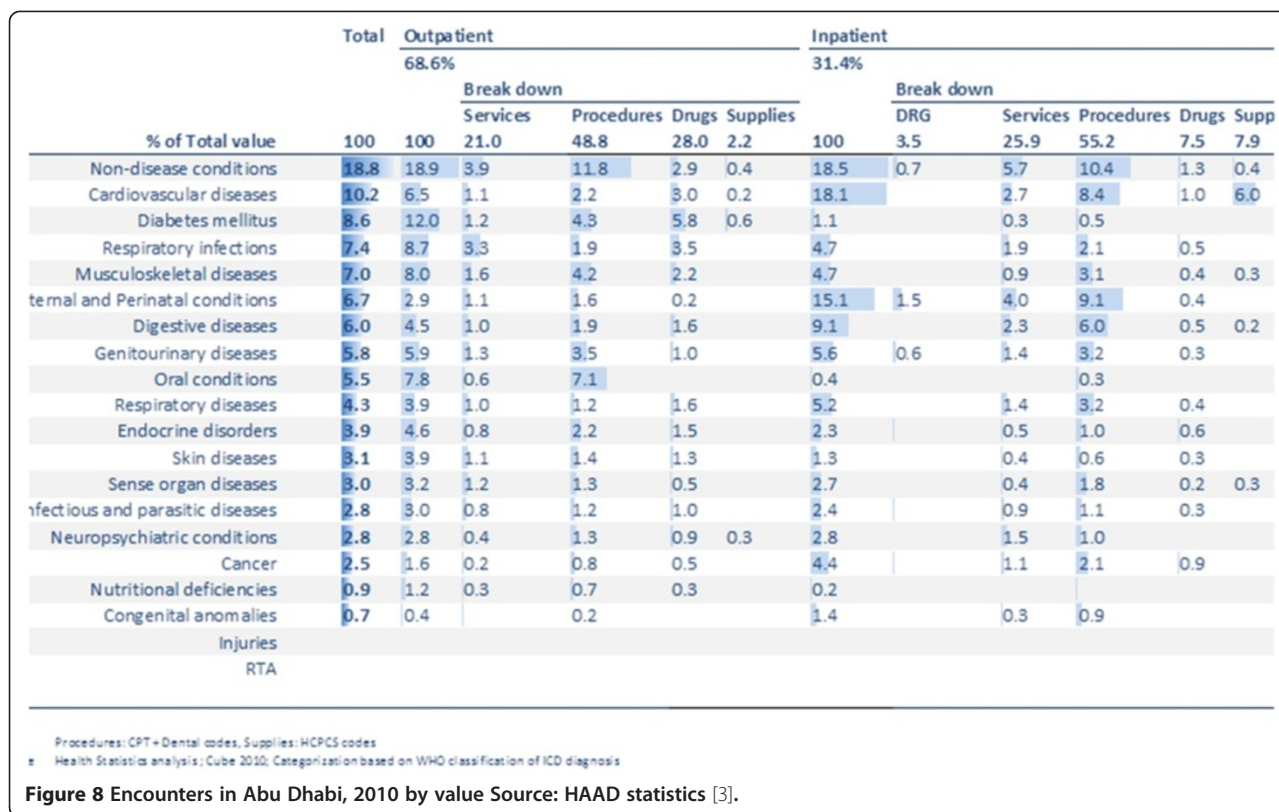 Total Outpatient Inpatient
68.6% 31.4%
Break down Break down
Services Procedures Drugs Supplies DRG Services Procedures Drugs Supp
% of Total value 100 100 21.0 48.8 28.0 2.2 100 3.5 25.9 55.2 7.5 7.9
Non-disease conditions 18.8 18.9 3.9 11.8 2.9 0.4 18.5 0.7 5.7 10.4 1.3 0.4
Cardiovascular diseases 10.2 6.5 1.1 2.2 3.0 0.2 18.1 2.7 8.4 1.0 6.0
Diabetes mellitus 8.6 12.0 1.2 4.3 5.8 0.6 1.1 0.3 0.5
Respiratory infections 7.4 8.7 3.3 1.9 3.5 4.7 1.9 2.1 0.5
Musculoskeletal diseases 7.0 8.0 1.6 4.2 2.2 4.7 0.9 3.1 0.4 0.3
ternal and Perinatal conditions 6.7 2.9 1.1 1.6 0.2 15.1 1.5 4.0 9.1 0.4
Digestive diseases 6.0 4.5 1.0 1.9 1.6 9.1 2.3 6.0 0.5 0.2
Genitourinary diseases 5.8 5.9 1.3 3.5 1.0 5.6 0.6 1.4 3.2 0.3
Oral conditions 5.5 7.8 0.6 7.1 0.4 0.3
Respiratory diseases 4.3 3.9 1.0 1.2 1.6 5.2 1.4 3.2 0.4
Endocrine disorders 3.9 4.6 0.8 2.2 1.5 2.3 0.5 1.0 0.6
Skin diseases 3.1 3.9 1.1 1.4 1.3 1.3 0.4 0.6 0.3
Sense organ diseases 3.0 3.2 1.2 1.3 0.5 2.7 0.4 1.8 0.2 0.3
nfectious and parasitic diseases 2.8 3.0 0.8 1.2 1.0 2.4 0.9 1.1 0.3
Neuropsychiatric conditions 2.8 2.8 0.4 1.3 0.9 0.3 2.8 1.5 1.0
Cancer 2.5 1.6 0.2 0.8 0.5 4.4 1.1 2.1 0.9
Nutritional deficiencies 0.9 1.2 0.3 0.7 0.3 0.2
Congenital anomalies 0.7 0.4 0.2 1.4 0.3 0.9
Injuries
RTA
Procedures: CPT + Dental codes, Supplies: HCPCS codes
e Health Statistics analysis; Cube 2010; Categorization based on WHO classification of ICD diagnosis
Figure 8 Encounters in Abu Dhabi, 2010 by value Source: HAAD statistics [3].